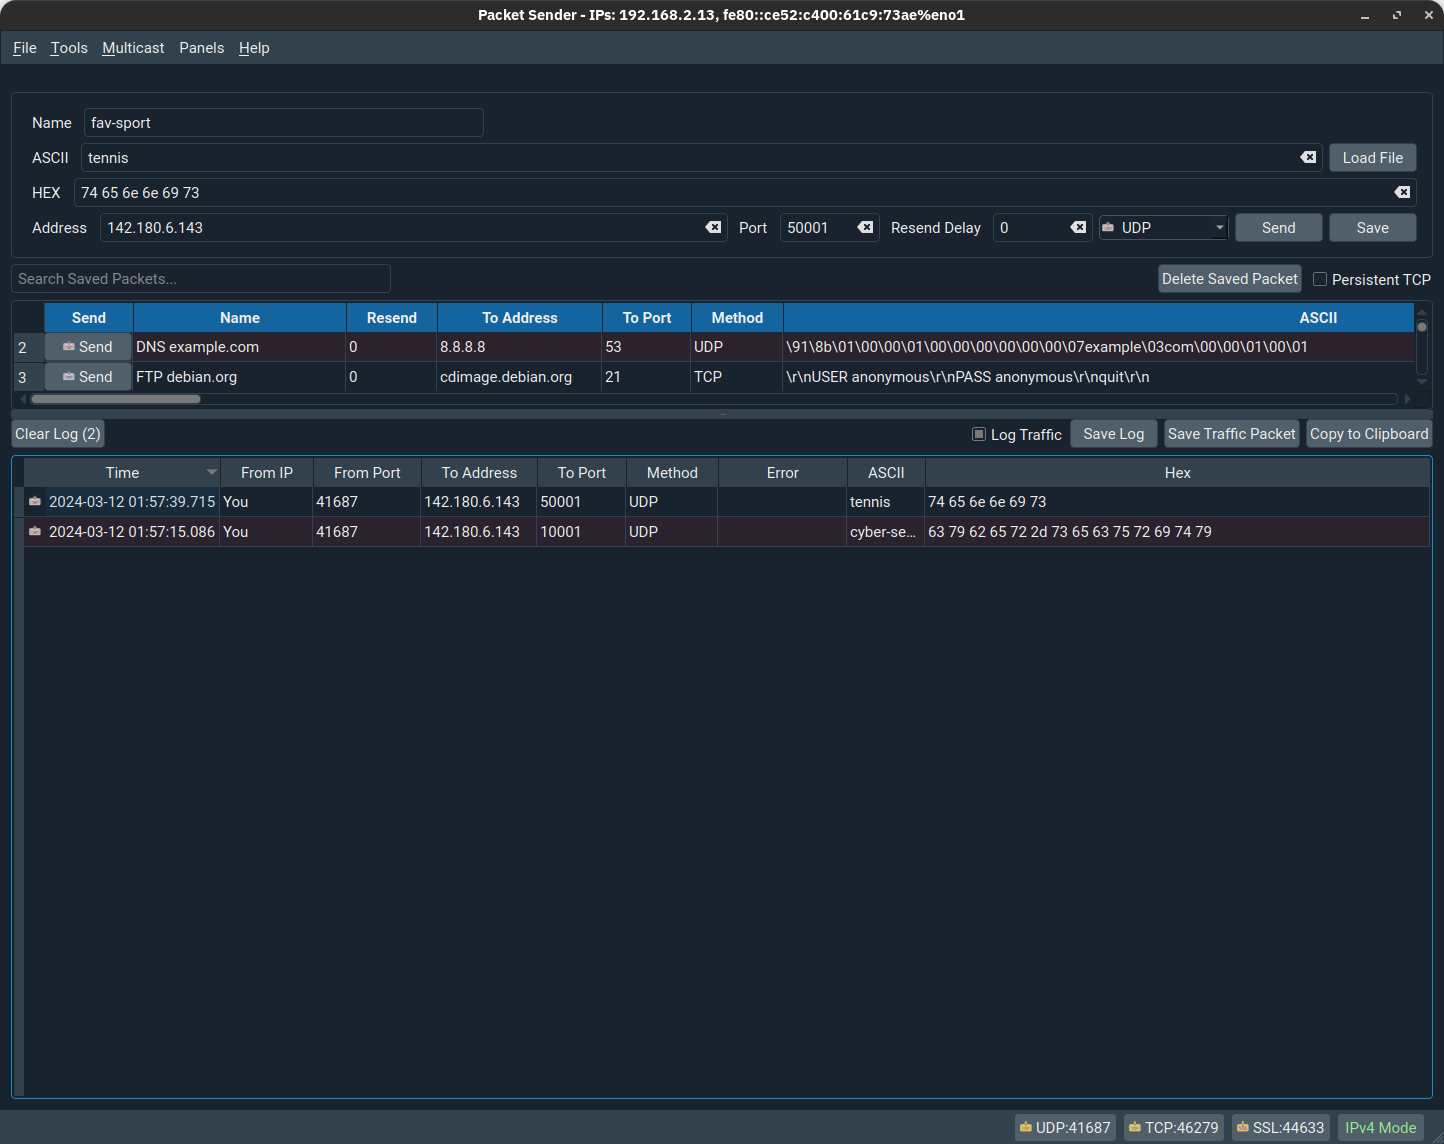 Packet Sender - IPs: 192.168.2.13, fe80::ce52:c400:61c9:73ae%eno1
File Tools Multicast Panels Help
Name fav-sport
ASCII tennis Load File
HEX 74 65 6e 6e 69 73
Address 142.180.6.143 Port 50001 Resend Delay 0 UDP Send Save
Search Saved Packets... Delete Saved Packet Persistent TCP
Send Name Resend To Address To Port Method ASCII
2 Send DNS example.com 0 8.8.8.8 53 UDP \91\8b\01\00\00\01\00\00\00\00\00\00\07example\03com\00\00\01\00\01
3 Send FTP debian.org 0 cdimage.debian.org 21 TCP \r\nUSER anonymous\r\nPASS anonymous\r\nquit\r\n
Clear Log (2) Log Traffic Save Log Save Traffic Packet Copy to Clipboard
Time From IP From Port To Address To Port Method Error ASCII Hex
2024-03-12 01:57:39.715 You 41687 142.180.6.143 50001 UDP tennis 74 65 6e 6e 69 73
2024-03-12 01:57:15.086 You 41687 142.180.6.143 10001 UDP cyber-se... 63 79 62 65 72 2d 73 65 63 75 72 69 74 79
UDP:41687 TCP:46279 SSL:44633 IPv4 Mode